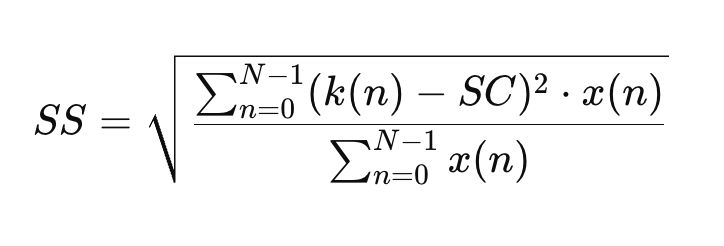 $SS = \sqrt{\frac{\sum_{n=0}^{N-1} (k(n) - SC)^2 \cdot x(n)}{\sum_{n=0}^{N-1} x(n)}}$